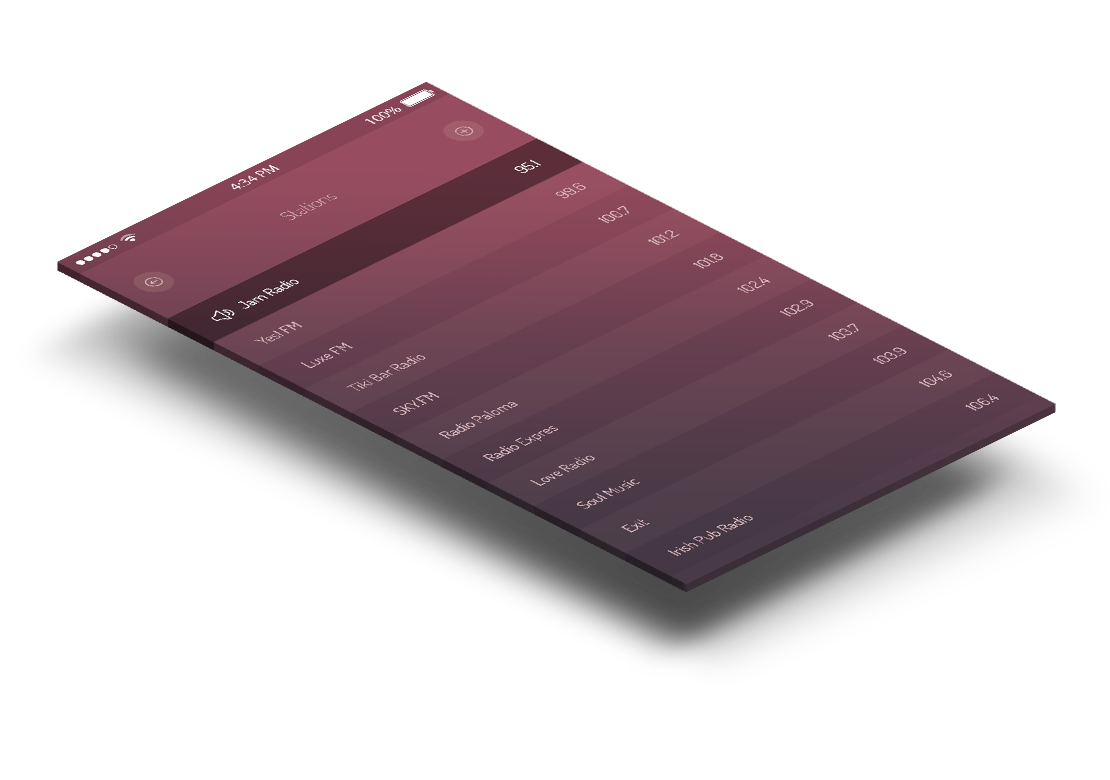 4:34 PM 100%
Stations
Jam Radio 95.1
Yes! FM 99.6
Luxe FM 100.7
Tiki Bar Radio 101.2
SKY.FM 101.8
Radio Paloma 102.4
Radio Expres 102.9
Love Radio 103.7
Soul Music 103.9
Exit 104.6
Irish Pub Radio 106.4